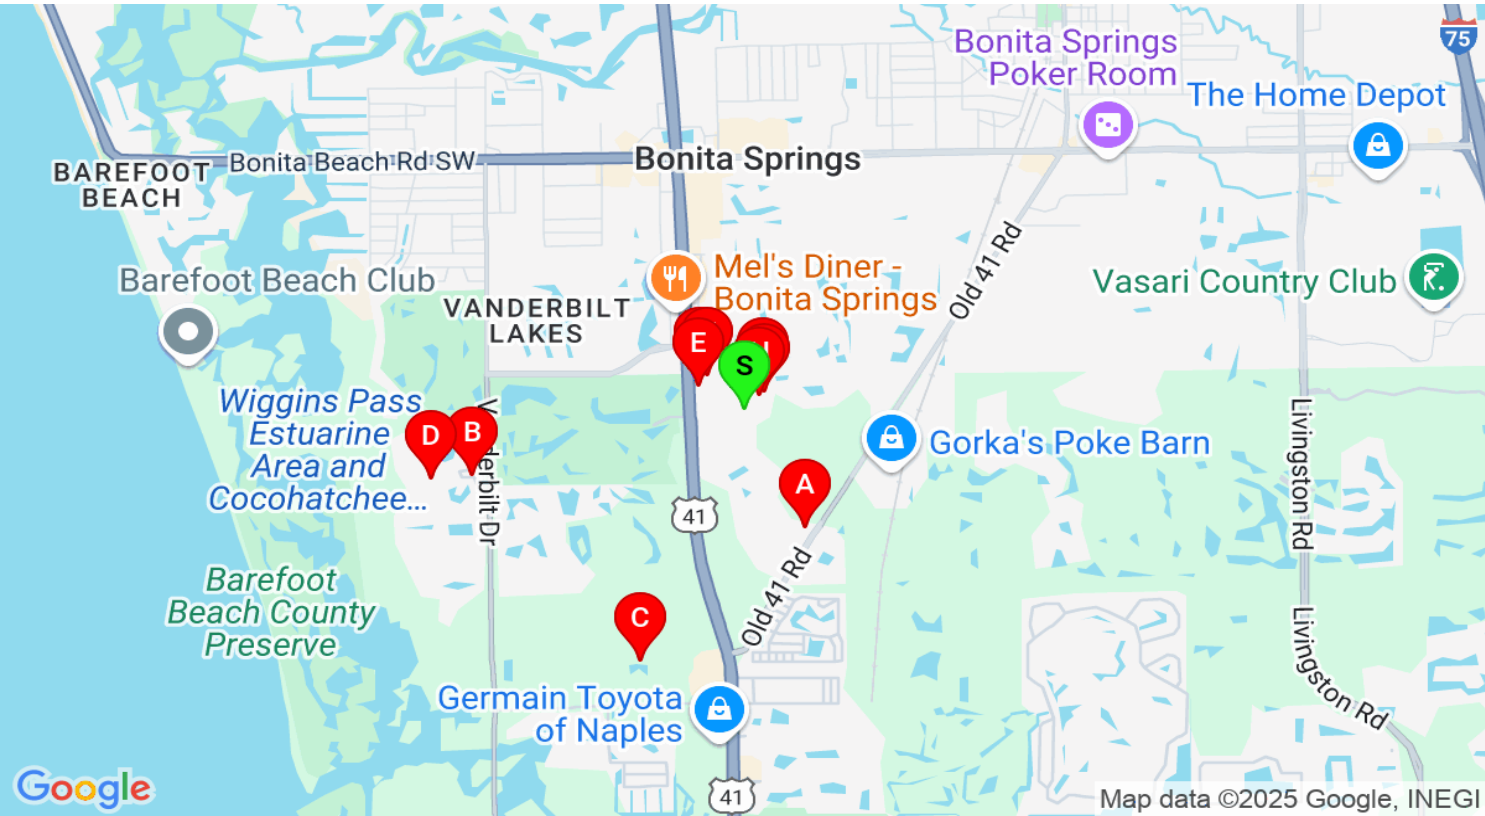 75
Bonita Springs
Poker Room
The Home Depot
Bonita Beach Rd SW
Bonita Springs
BAREFOOT
BEACH
Old 41 Rd
Mel's Diner -
Bonita Springs
Vasari Country Club
Barefoot Beach Club
VANDERBILT
LAKES
E
S
Wiggins Pass
Estuarine
Area and
Cocohatchee...
D
B
Vanderbilt Dr
Gorka's Poke Barn
Livingston Rd
A
41
Old 41 Rd
Barefoot
Beach County
Preserve
C
Livingston Rd
Germain Toyota
of Naples
Google
41
Map data ©2025 Google, INEGI